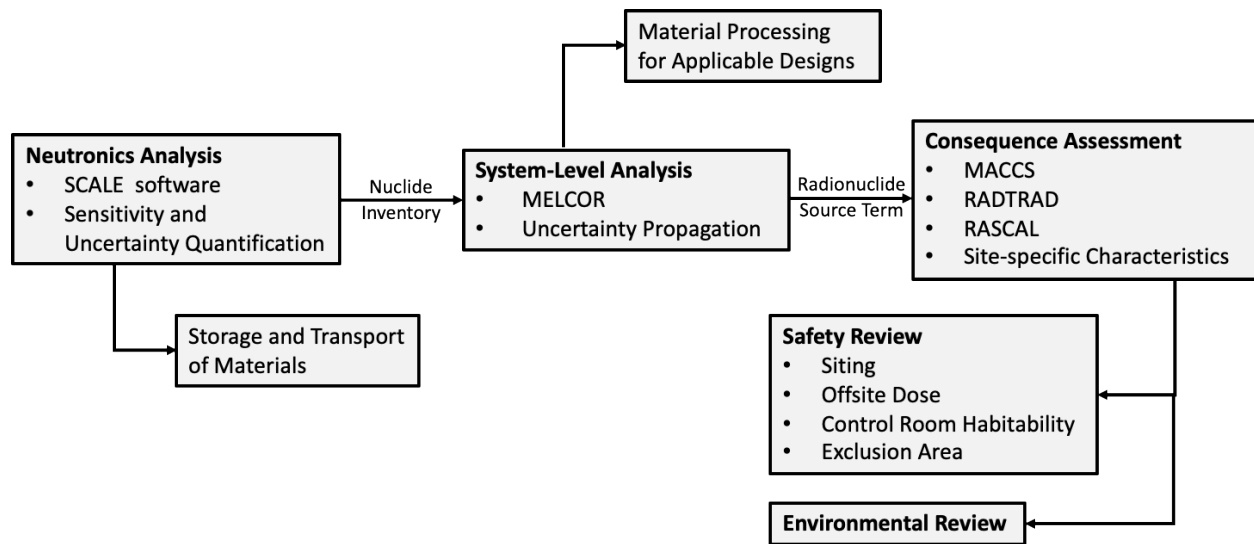 Material Processing
for Applicable Designs
Neutronics Analysis
• SCALE software
• Sensitivity and
Uncertainty Quantification
Nuclide
Inventory
System-Level Analysis
• MELCOR
• Uncertainty Propagation
Radionuclide
Source Term
Consequence Assessment
• MACCS
• RADTRAD
• RASCAL
• Site-specific Characteristics
Storage and Transport
of Materials
Safety Review
• Siting
• Offsite Dose
• Control Room Habitability
• Exclusion Area
Environmental Review